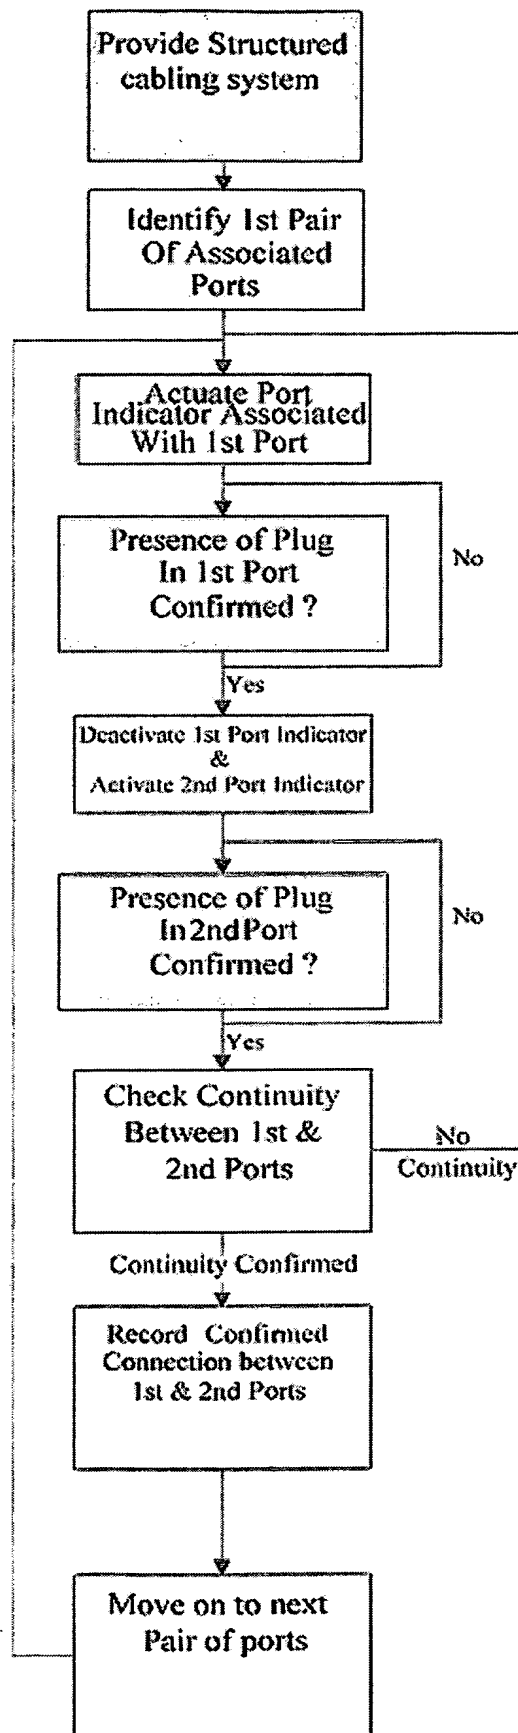 Provide Structured
cabling system
Identify 1st Pair
Of Associated
Ports
Actuate Port
Indicator Associated
With 1st Port
Presence of Plug
In 1st Port
Confirmed ?
No
Yes
Deactivate 1st Port Indicator
&
Activate 2nd Port Indicator
Presence of Plug
In 2nd Port
Confirmed ?
No
Yes
Check Continuity
Between 1st &
2nd Ports
No
Continuity
Continuity Confirmed
Record Confirmed
Connection between
1st & 2nd Ports
Move on to next
Pair of ports